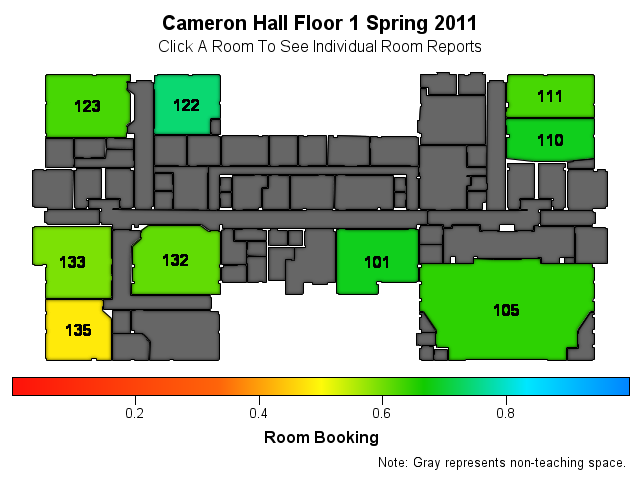 Cameron Hall Floor 1 Spring 2011
Click A Room To See Individual Room Reports
123
122
111
110
133
132
101
105
135
0.2 0.4 0.6 0.8
Room Booking
Note: Gray represents non-teaching space.